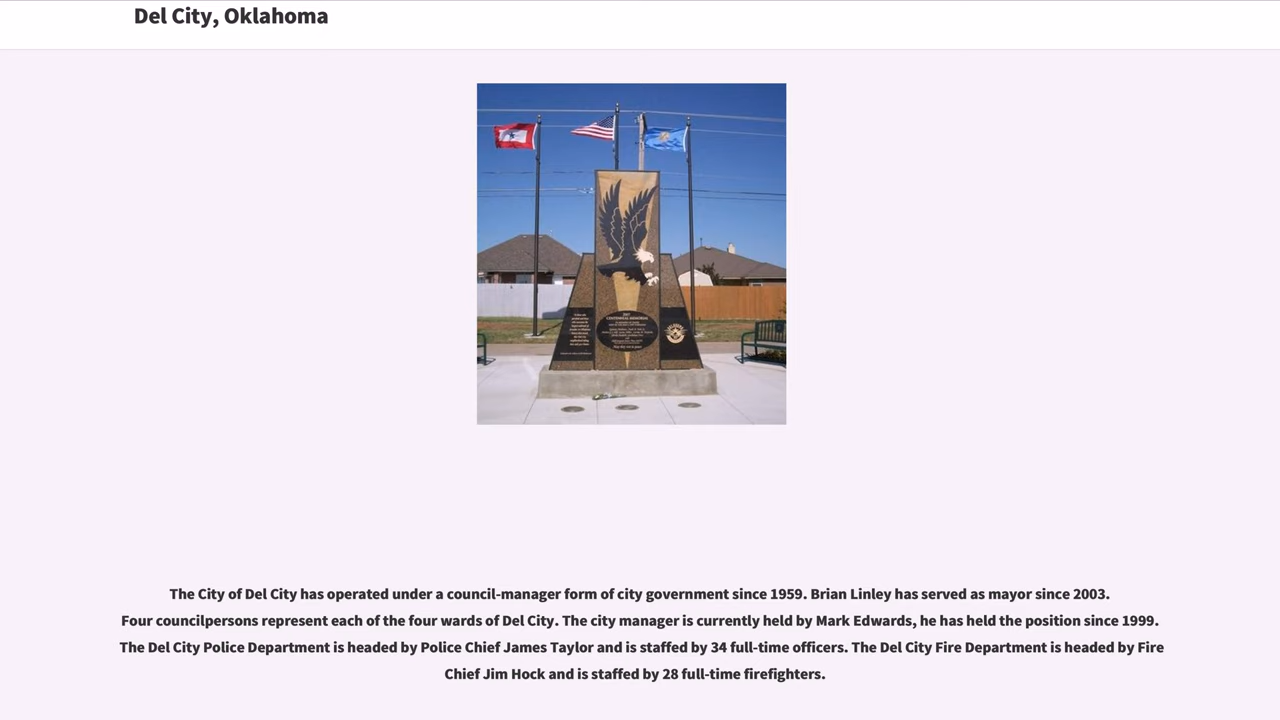 Del City, Oklahoma
CENTENNIAL MEMORIAL
The City of Del City has operated under a council-manager form of city government since 1959. Brian Linley has served as mayor since 2003.
Four councilpersons represent each of the four wards of Del City. The city manager is currently held by Mark Edwards, he has held the position since 1999.
The Del City Police Department is headed by Police Chief James Taylor and is staffed by 34 full-time officers. The Del City Fire Department is headed by Fire
Chief Jim Hock and is staffed by 28 full-time firefighters.